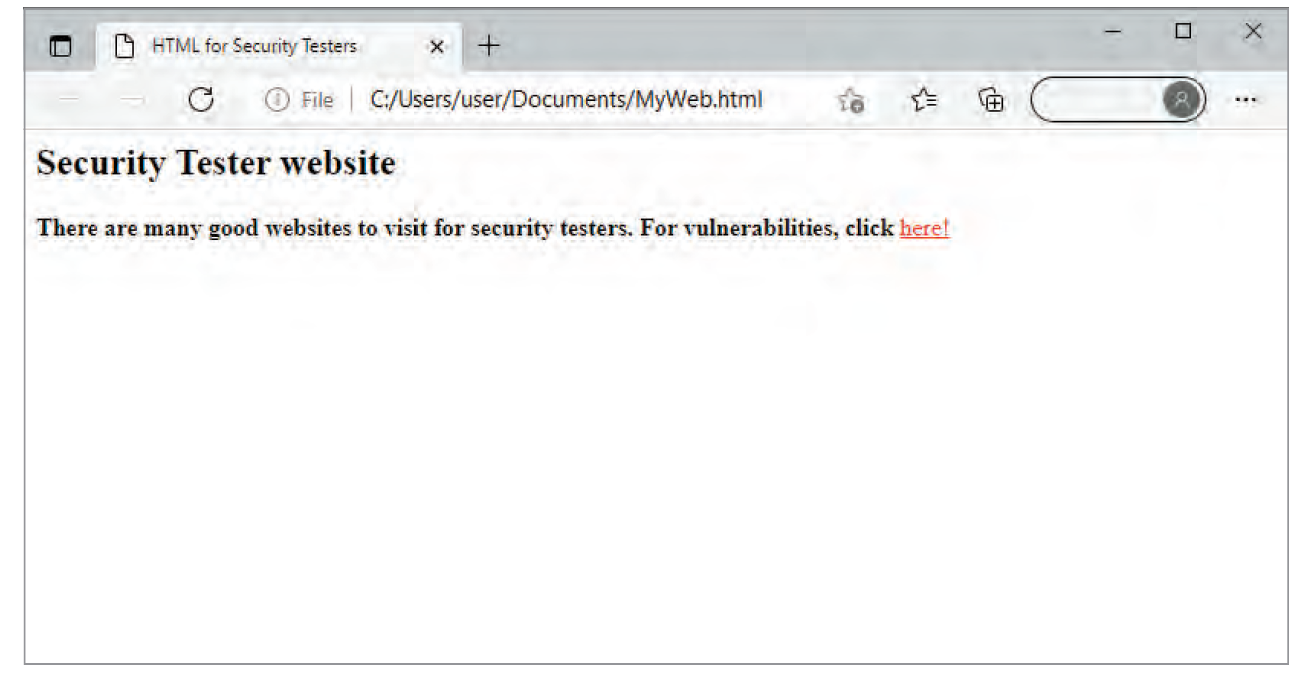 HTML for Security Testers
File | C:/Users/user/Documents/MyWeb.html
Security Tester website
There are many good websites to visit for security testers. For vulnerabilities, click here!